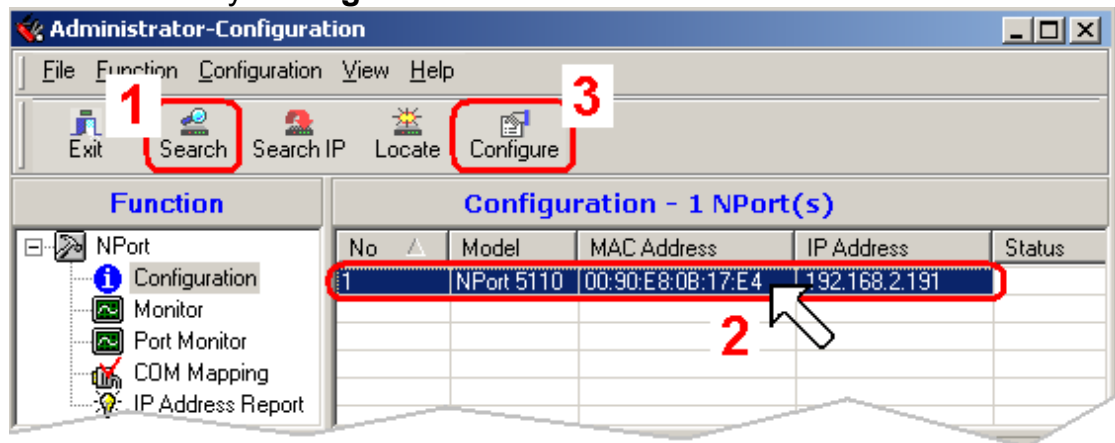 Administrator-Configuration
File Function Configuration View Help
1
3
Exit Search Search IP Locate Configure
Function
Configuration - 1 NPort(s)
NPort
Configuration
Monitor
Port Monitor
COM Mapping
IP Address Report
No Model MAC Address IP Address Status
1 NPort 5110 00:90:E8:0B:17:E4 192.168.2.191
2